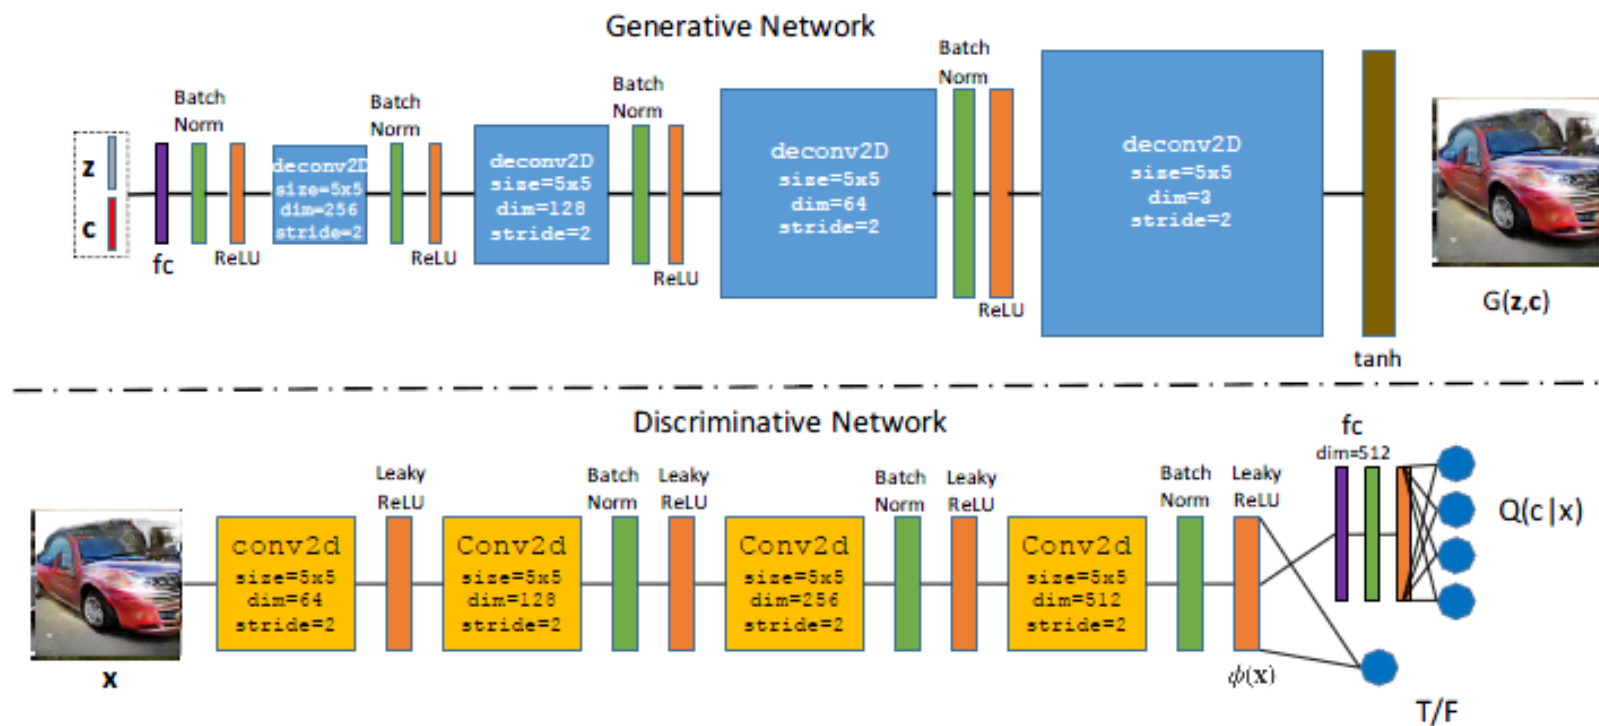 Generative Network
z
c
fc
Batch
Norm
ReLU
deconv2D
size=5x5
dim=256
stride=2
Batch
Norm
ReLU
deconv2D
size=5x5
dim=128
stride=2
Batch
Norm
ReLU
deconv2D
size=5x5
dim=64
stride=2
Batch
Norm
ReLU
deconv2D
size=5x5
dim=3
stride=2
tanh
G(z,c)
Discriminative Network
x
conv2d
size=5x5
dim=64
stride=2
Leaky
ReLU
Conv2d
size=5x5
dim=128
stride=2
Batch
Norm
Leaky
ReLU
Conv2d
size=5x5
dim=256
stride=2
Batch
Norm
Leaky
ReLU
Conv2d
size=5x5
dim=512
stride=2
Batch
Norm
Leaky
ReLU
ϕ(x)
fc
dim=512
Q(c|x)
T/F